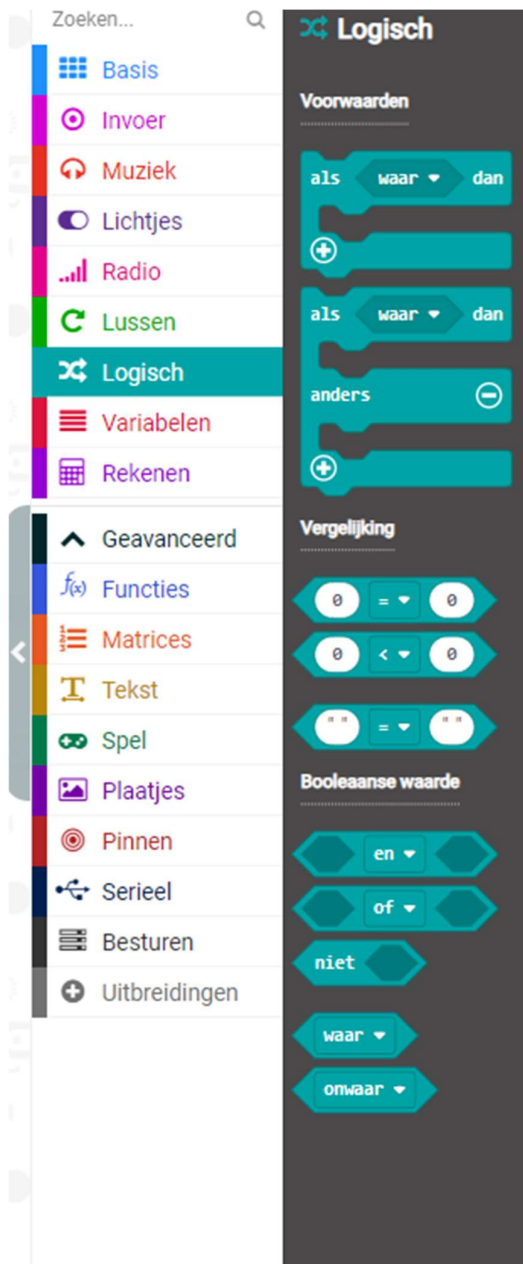 Zoeken...
Basis
Invoer
Muziek
Lichtjes
Radio
Lussen
Logisch
Variabelen
Rekenen
Geavanceerd
f(x) Functies
Matrices
Tekst
Spel
Plaatjes
Pinnen
Serieel
Besturen
Uitbreidingen
Logisch
Voorwaarden
als waar dan
als waar dan
anders
Vergelijking
0 = 0
0 < 0
" " = " "
Booleaanse waarde
en
of
niet
waar
onwaar